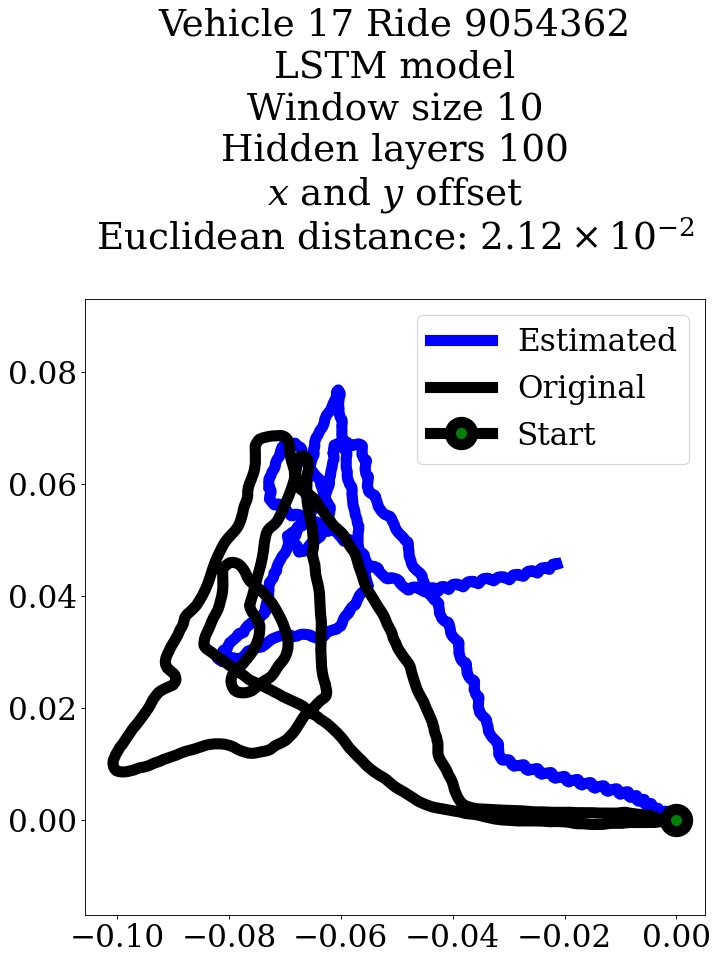 Vehicle 17 Ride 9054362
LSTM model
Window size 10
Hidden layers 100
x and y offset
Euclidean distance: 2.12 × 10⁻²
Estimated
Original
Start
0.08
0.06
0.04
0.02
0.00
−0.10 −0.08 −0.06 −0.04 −0.02 0.00